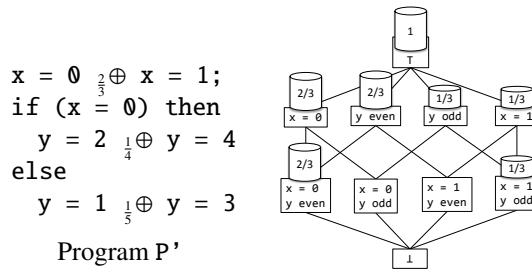 x = 0 2/3⊕ x = 1;
if (x = 0) then
y = 2 1/4⊕ y = 4
else
y = 1 1/5⊕ y = 3
Program P'
1
⊤
2/3 2/3 1/3 1/3
x = 0 y even y odd x = 1
2/3 1/3
x = 0 x = 0 x = 1 x = 1
y even y odd y even y odd
⊥